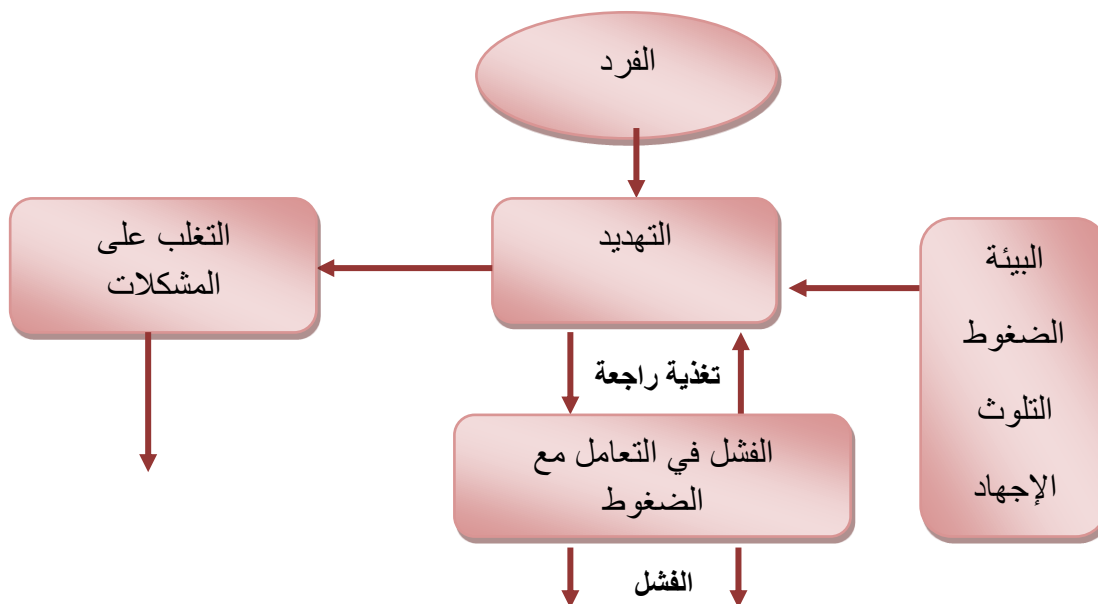 الفرد
التهديد
البيئة
الضغوط
التلوث
الإجهاد
التغلب على
المشكلات
تغذية راجعة
الفشل في التعامل مع
الضغوط
الفشل